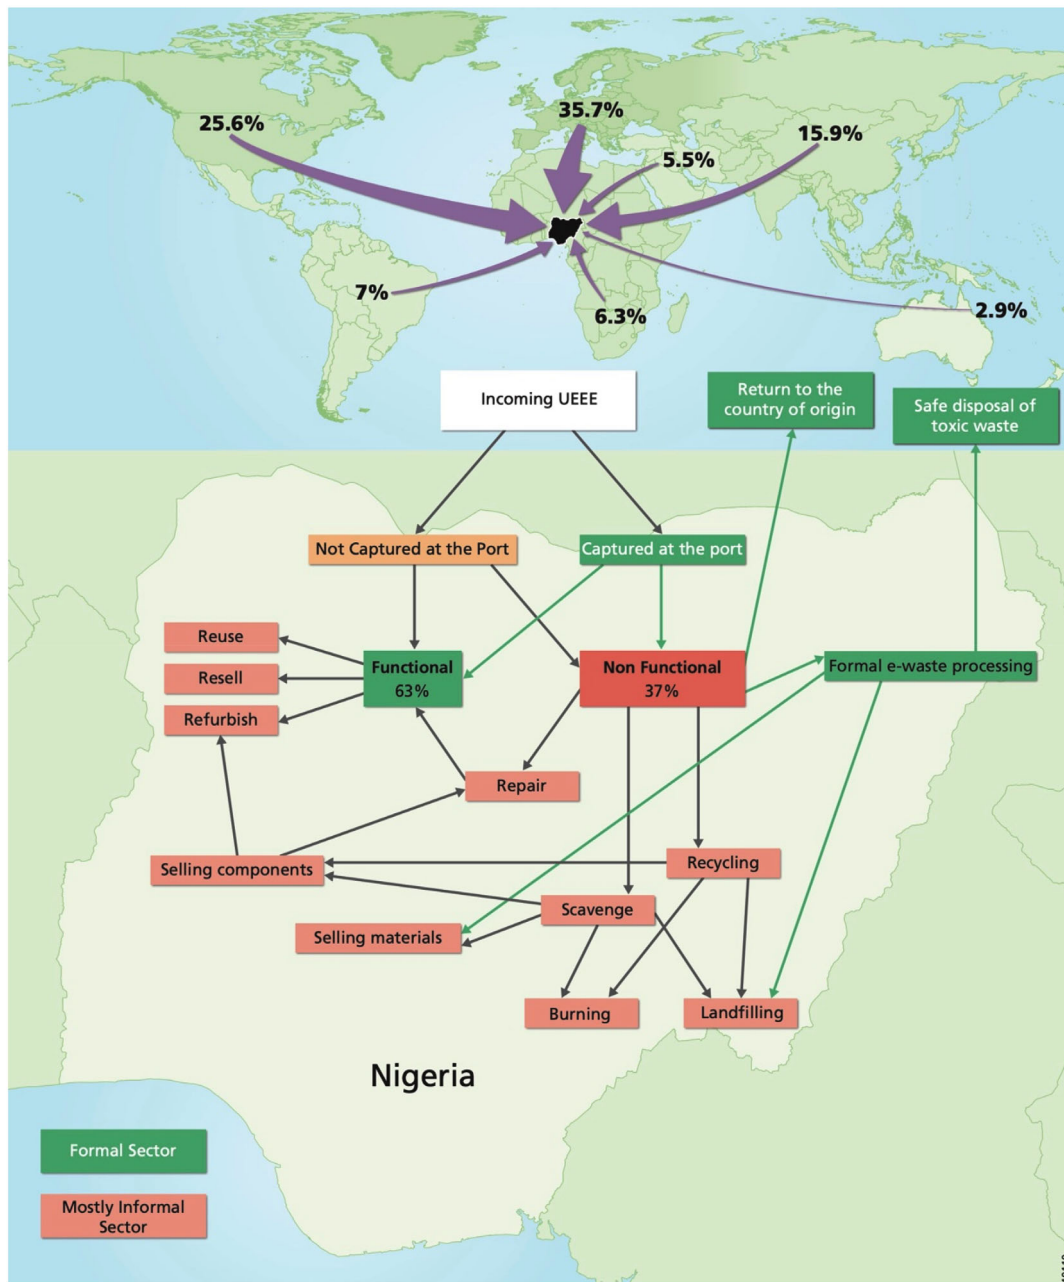 35.7%
25.6%
15.9%
5.5%
7%
6.3%
2.9%
Incoming UEEE
Return to the
country of origin
Safe disposal of
toxic waste
Not Captured at the Port
Captured at the port
Reuse
Resell
Refurbish
Functional
63%
Non Functional
37%
Formal e-waste processing
Repair
Selling components
Recycling
Scavenge
Selling materials
Burning
Landfilling
Nigeria
Formal Sector
Mostly Informal
Sector